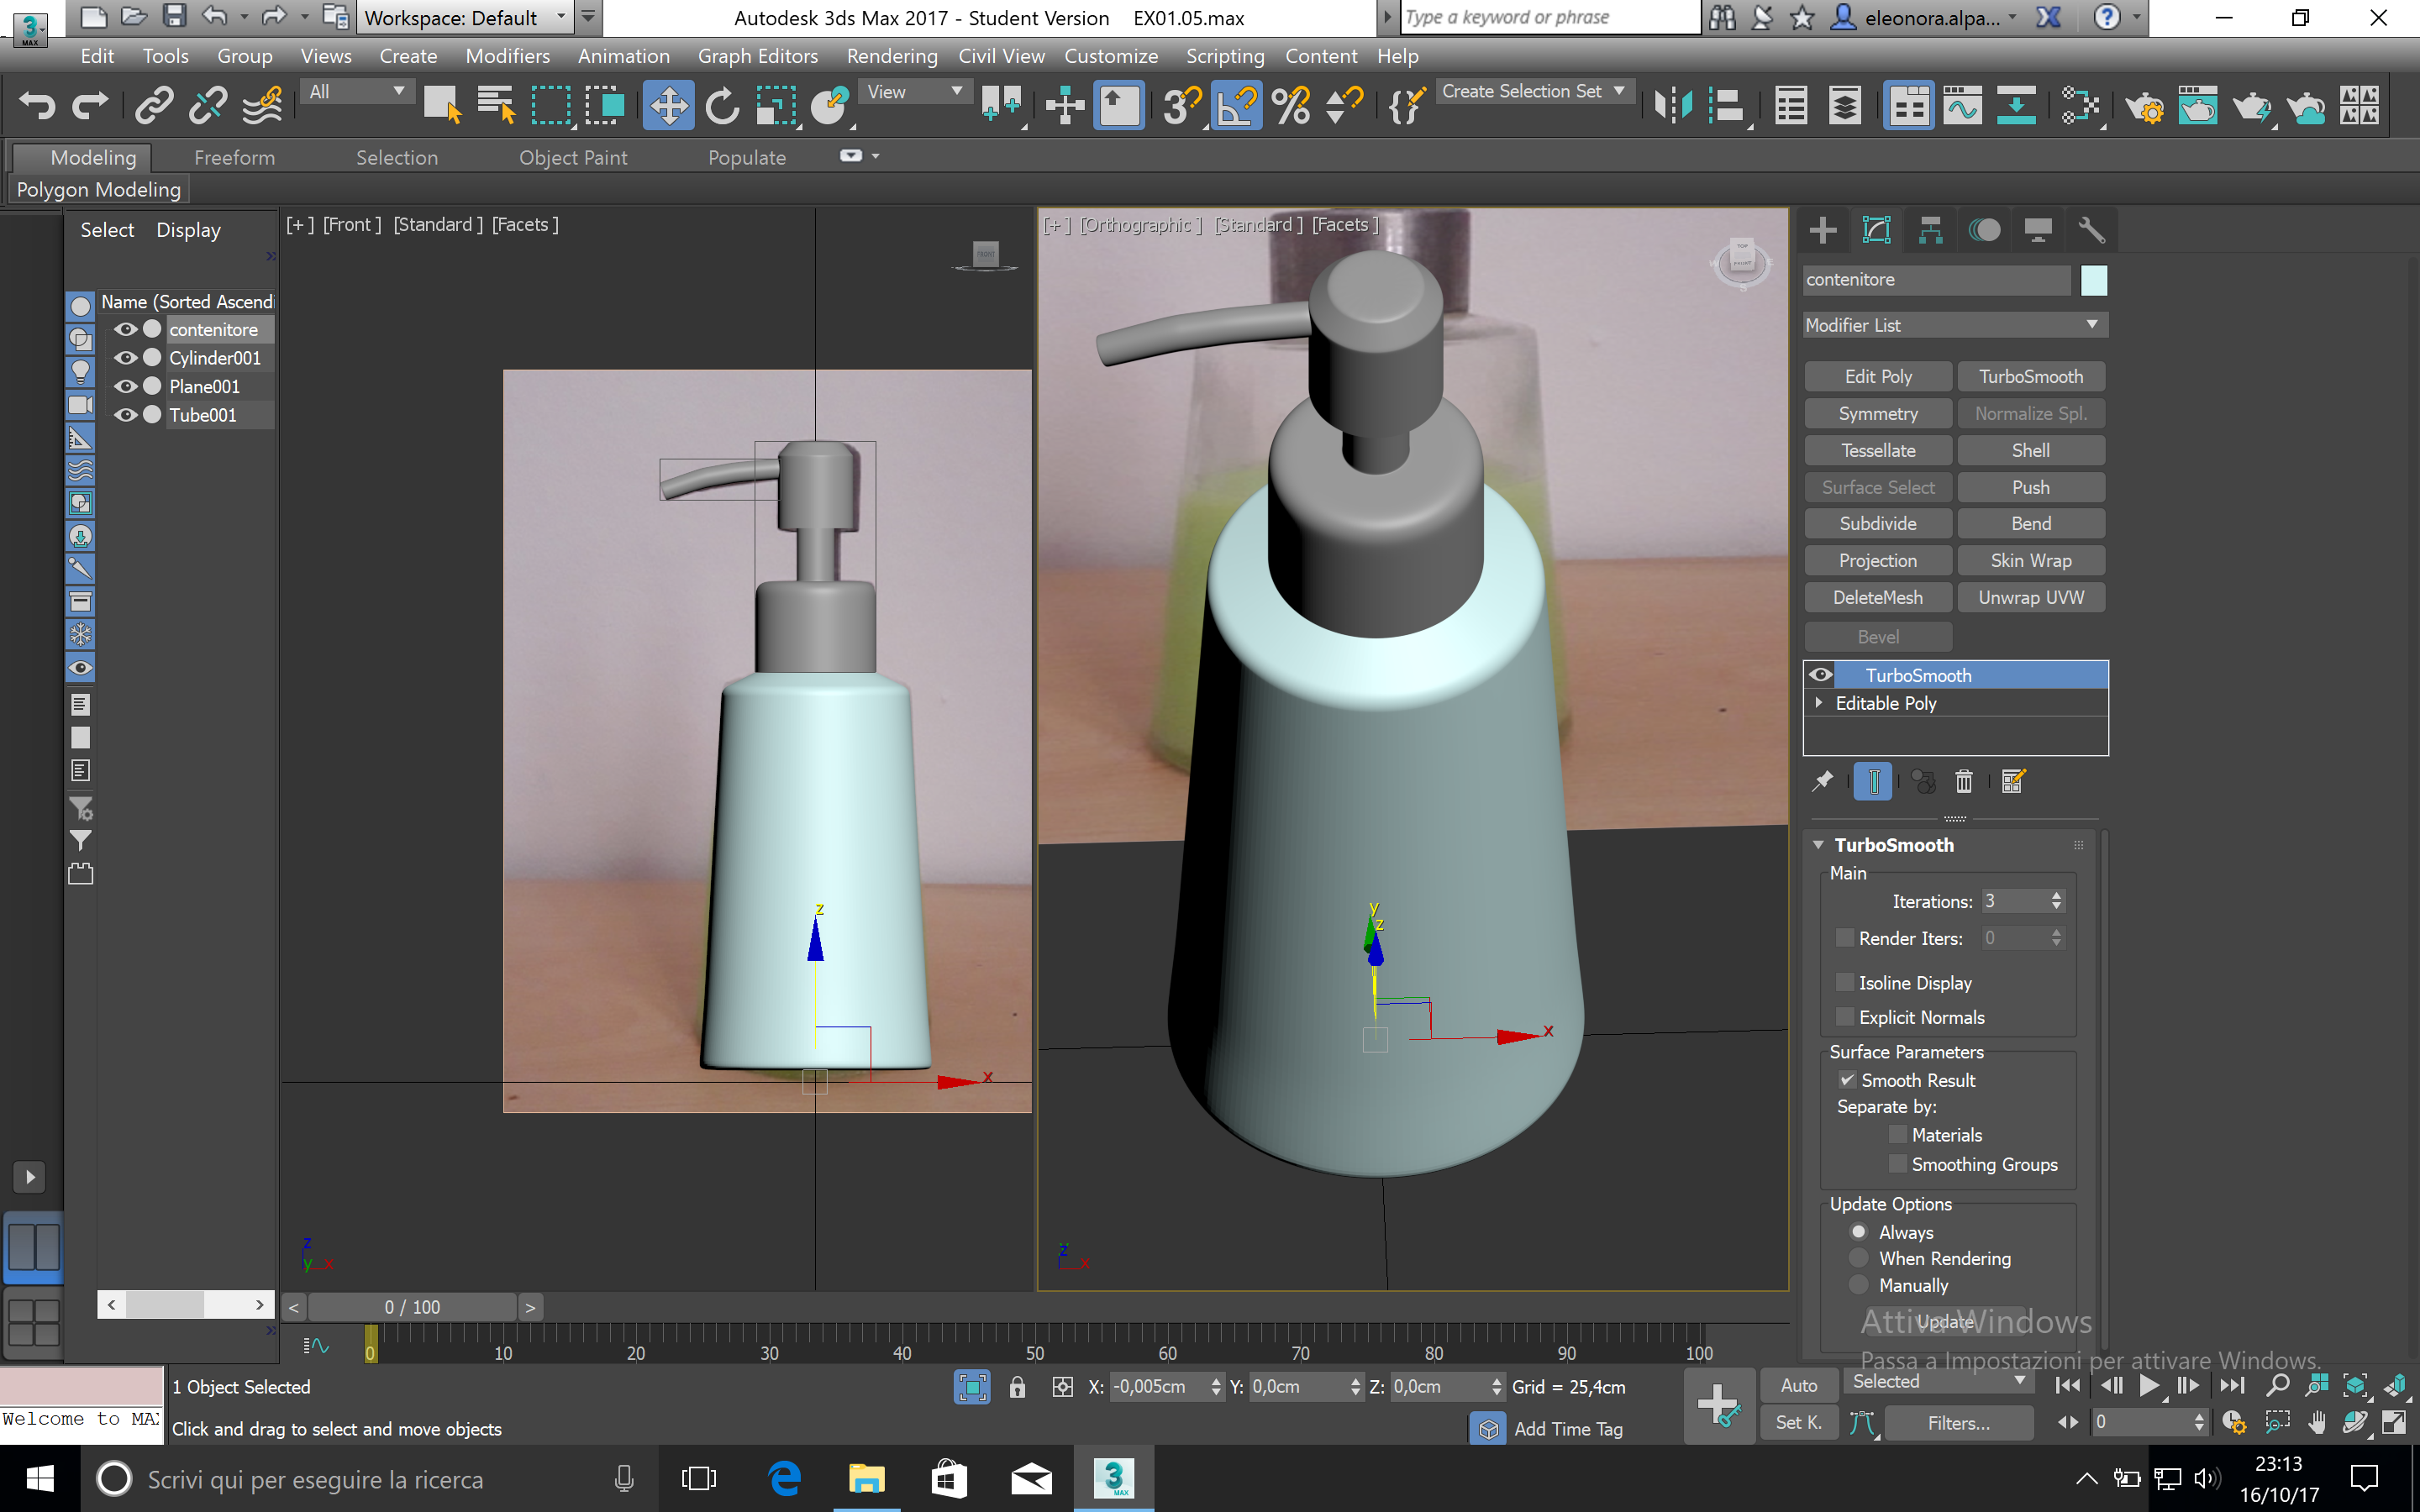 Workspace: Default
Autodesk 3ds Max 2017 - Student Version EX01.05.max
Type a keyword or phrase
eleonora.alpa...
3 MAX
Edit Tools Group Views Create Modifiers Animation Graph Editors Rendering Civil View Customize Scripting Content Help
All
View
Create Selection Set
Modeling Freeform Selection Object Paint Populate
Polygon Modeling
Select Display
Name (Sorted Ascendi
contenitore
Cylinder001
Plane001
Tube001
[+] [Front ] [Standard ] [Facets ]
FRONT
z
x
z
y x
[+] [Orthographic ] [Standard ] [Facets ]
TOP
FRONT
S
y
z
x
z
x
contenitore
Modifier List
Edit Poly TurboSmooth
Symmetry Normalize Spl.
Tessellate Shell
Surface Select Push
Subdivide Bend
Projection Skin Wrap
DeleteMesh Unwrap UVW
Bevel
TurboSmooth
Editable Poly
TurboSmooth
Main
Iterations: 3
Render Iters: 0
Isoline Display
Explicit Normals
Surface Parameters
Smooth Result
Separate by:
Materials
Smoothing Groups
Update Options
Always
When Rendering
Manually
Update
Attiva Windows
Passa a Impostazioni per attivare Windows.
< 0 / 100 >
0 10 20 30 40 50 60 70 80 90 100
1 Object Selected
Welcome to MAX
Click and drag to select and move objects
X: -0,005cm Y: 0,0cm Z: 0,0cm Grid = 25,4cm
Add Time Tag
Auto Selected
Set K. Filters...
0
Scrivi qui per eseguire la ricerca
3 MAX
23:13
16/10/17